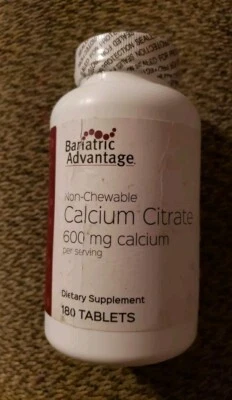 Bariatric
Advantage
Non-Chewable
Calcium Citrate
600 mg calcium
per serving
Dietary Supplement
180 TABLETS